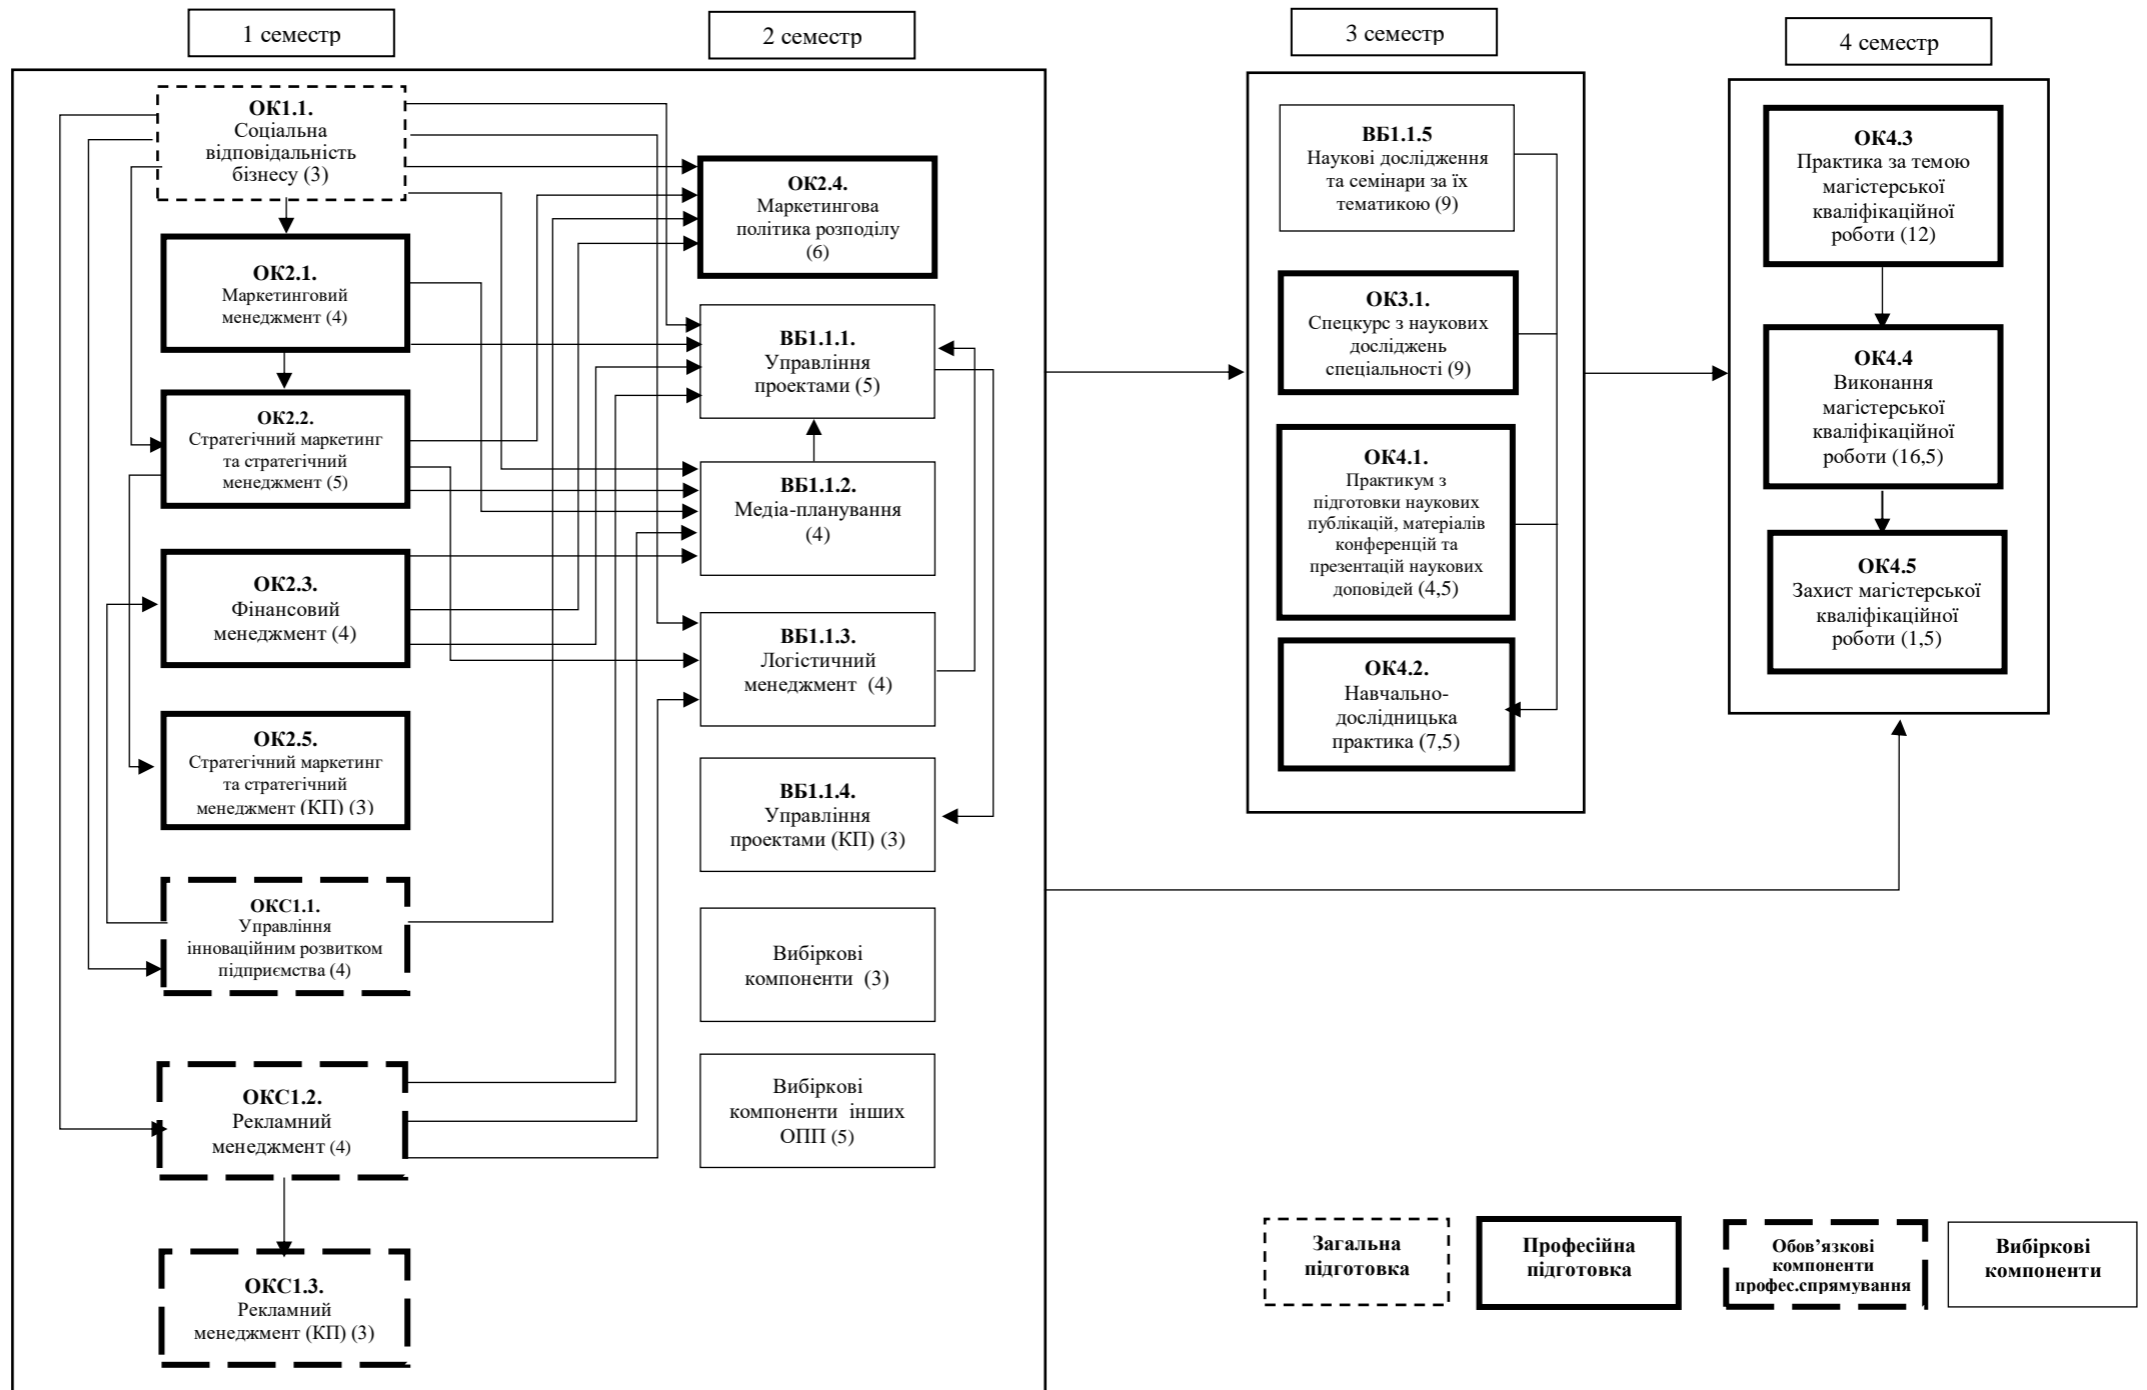 1 семестр
2 семестр
3 семестр
4 семестр
ОК1.1.
Соціальна
відповідальність
бізнесу (3)
ОК2.1.
Маркетинговий
менеджмент (4)
ОК2.2.
Стратегічний маркетинг
та стратегічний
менеджмент (5)
ОК2.3.
Фінансовий
менеджмент (4)
ОК2.5.
Стратегічний маркетинг
та стратегічний
менеджмент (КП) (3)
ОКС1.1.
Управління
інноваційним розвитком
підприємства (4)
ОКС1.2.
Рекламний
менеджмент (4)
ОКС1.3.
Рекламний
менеджмент (КП) (3)
ОК2.4.
Маркетингова
політика розподілу
(6)
ВБ1.1.1.
Управління
проектами (5)
ВБ1.1.2.
Медіа-планування
(4)
ВБ1.1.3.
Логістичний
менеджмент (4)
ВБ1.1.4.
Управління
проектами (КП) (3)
Вибіркові
компоненти (3)
Вибіркові
компоненти інших
ОПП (5)
ВБ1.1.5
Наукові дослідження
та семінари за їх
тематикою (9)
ОК3.1.
Спецкурс з наукових
досліджень
спеціальності (9)
ОК4.1.
Практикум з
підготовки наукових
публікацій, матеріалів
конференцій та
презентацій наукових
доповідей (4,5)
ОК4.2.
Навчально-
дослідницька
практика (7,5)
ОК4.3
Практика за темою
магістерської
кваліфікаційної
роботи (12)
ОК4.4
Виконання
магістерської
кваліфікаційної
роботи (16,5)
ОК4.5
Захист магістерської
кваліфікаційної
роботи (1,5)
Загальна
підготовка
Професійна
підготовка
Обов’язкові
компоненти
профес.спрямування
Вибіркові
компоненти